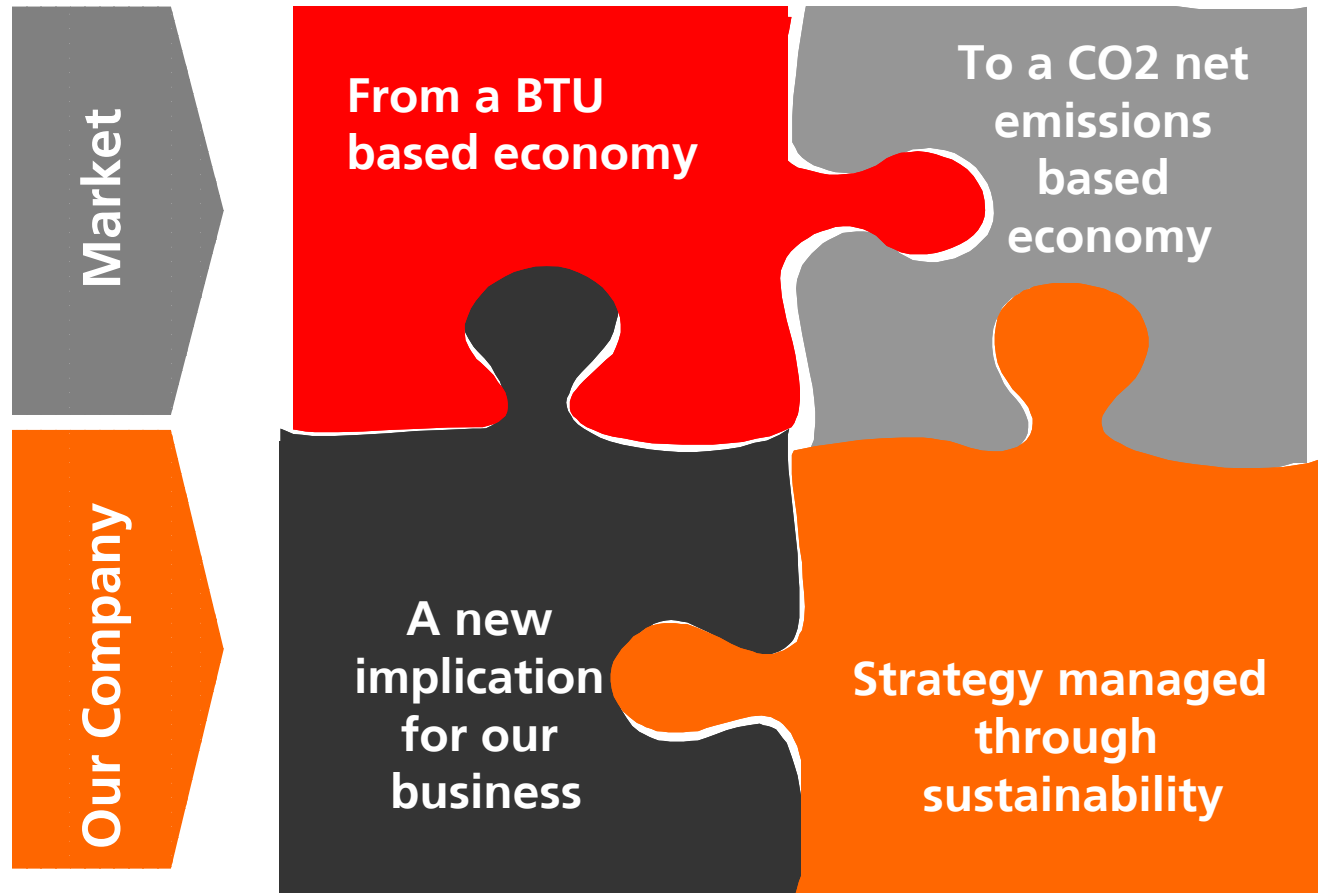 Market
From a BTU
based economy
To a CO2 net
emissions
based
economy
Our Company
A new
implication
for our
business
Strategy managed
through
sustainability